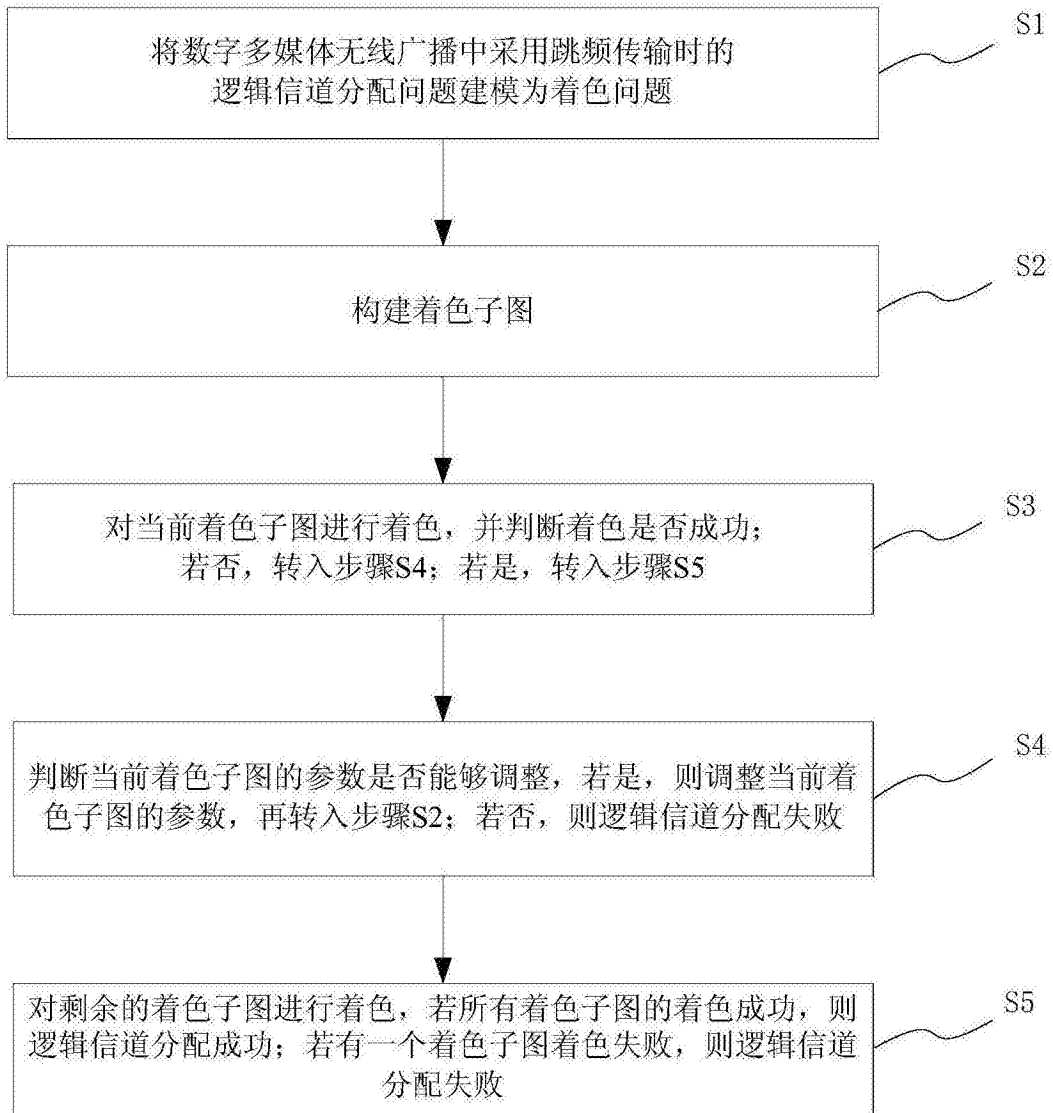 将数字多媒体无线广播中采用跳频传输时的
逻辑信道分配问题建模为着色问题
S1
构建着色子图
S2
对当前着色子图进行着色，并判断着色是否成功；
若否，转入步骤S4；若是，转入步骤S5
S3
判断当前着色子图的参数是否能够调整，若是，则调整当前着
色子图的参数，再转入步骤S2；若否，则逻辑信道分配失败
S4
对剩余的着色子图进行着色，若所有着色子图的着色成功，则
逻辑信道分配成功；若有一个着色子图着色失败，则逻辑信道
分配失败
S5